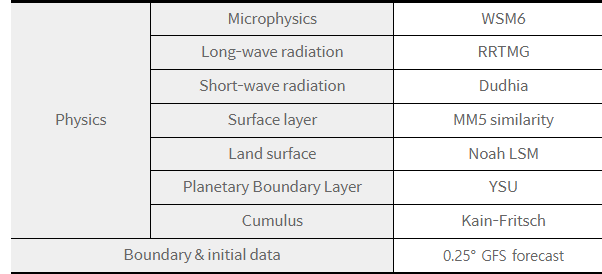 Microphysics WSM6
Long-wave radiation RRTMG
Short-wave radiation Dudhia
Physics Surface layer MM5 similarity
Land surface Noah LSM
Planetary Boundary Layer YSU
Cumulus Kain-Fritsch
Boundary & initial data 0.25° GFS forecast